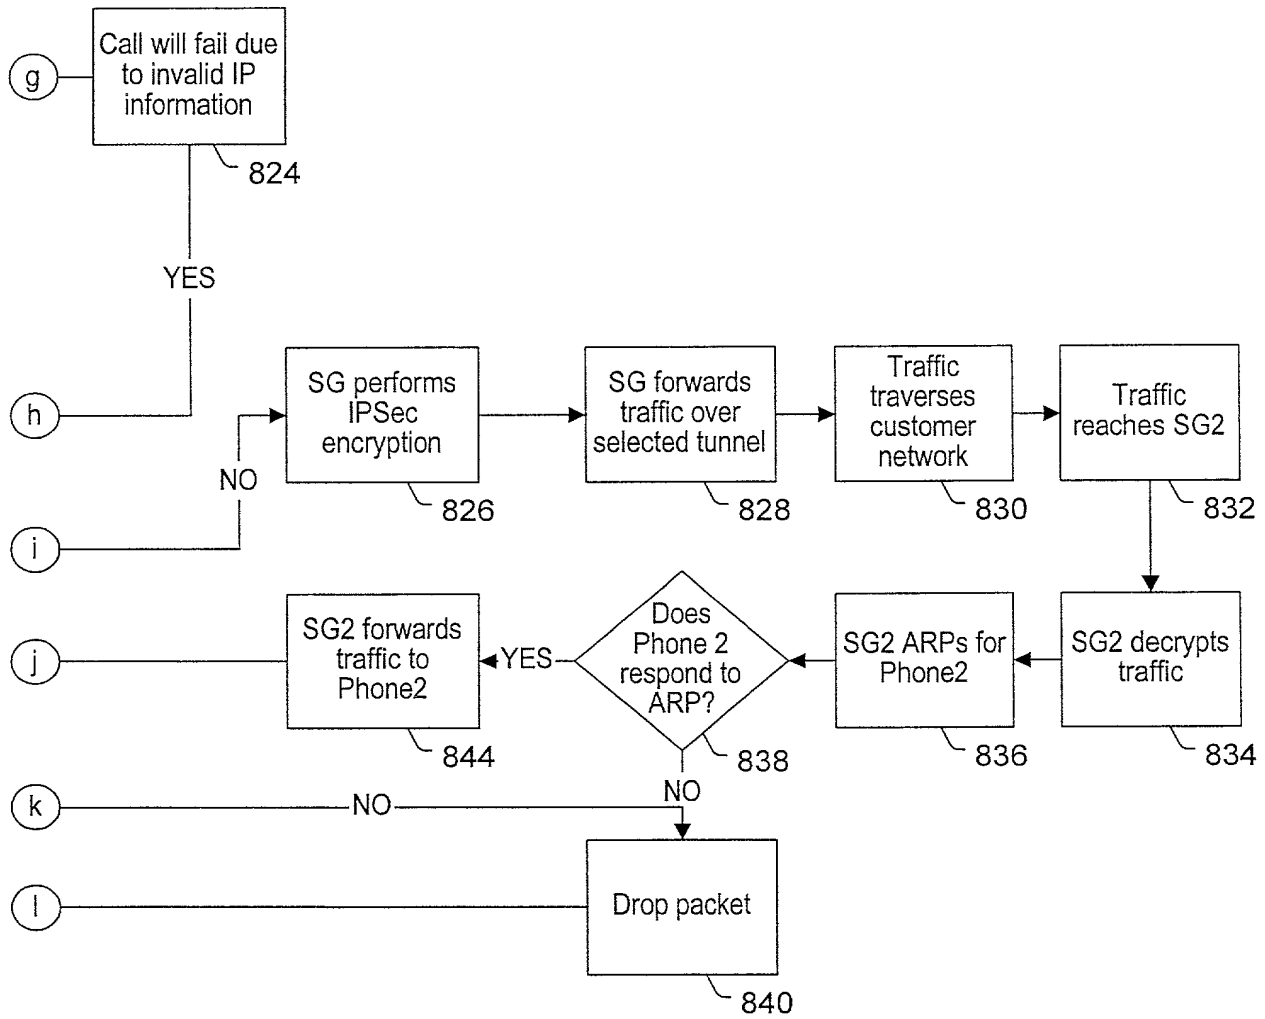 g
Call will fail due
to invalid IP
information
824
YES
h
SG performs
IPSec
encryption
826
SG forwards
traffic over
selected tunnel
828
Traffic
traverses
customer
network
830
Traffic
reaches SG2
832
NO
i
j
SG2 forwards
traffic to
Phone2
844
YES
Does
Phone 2
respond to
ARP?
838
SG2 ARPs for
Phone2
836
SG2 decrypts
traffic
834
NO
k
NO
l
Drop packet
840